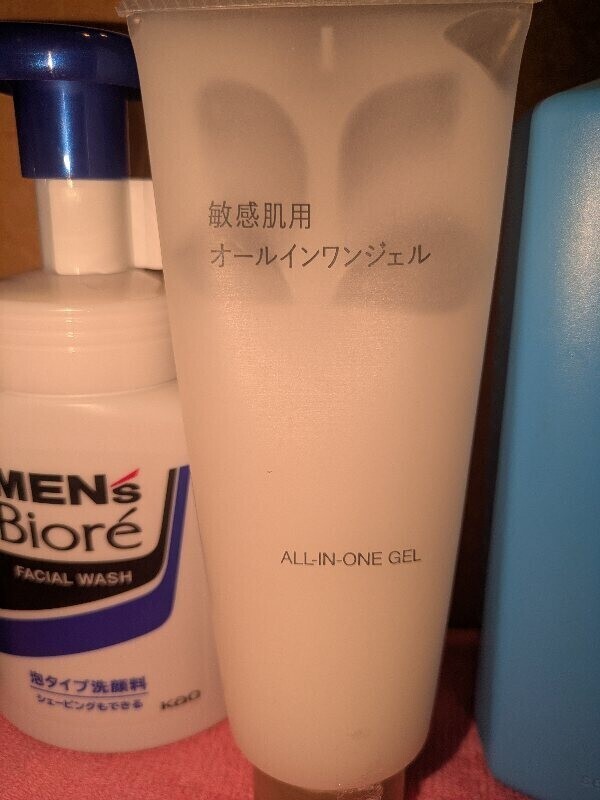 敏感肌用
オールインワンジェル
ALL-IN-ONE GEL
MEN's
Bioré
FACIAL WASH
泡タイプ洗顔料
シェービングもできる
Kao